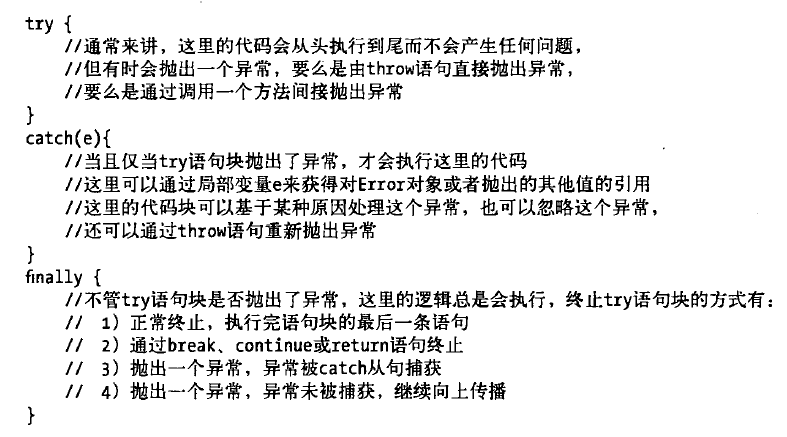 try {
//通常来讲，这里的代码会从头执行到尾而不会产生任何问题，
//但有时会抛出一个异常，要么是由throw语句直接抛出异常，
//要么是通过调用一个方法间接抛出异常
}
catch(e){
//当且仅当try语句块抛出了异常，才会执行这里的代码
//这里可以通过局部变量e来获得对Error对象或者抛出的其他值的引用
//这里的代码块可以基于某种原因处理这个异常，也可以忽略这个异常，
//还可以通过throw语句重新抛出异常
}
finally {
//不管try语句块是否抛出了异常，这里的逻辑总是会执行，终止try语句块的方式有：
// 1）正常终止，执行完语句块的最后一条语句
// 2）通过break、continue或return语句终止
// 3）抛出一个异常，异常被catch从句捕获
// 4）抛出一个异常，异常未被捕获，继续向上传播
}